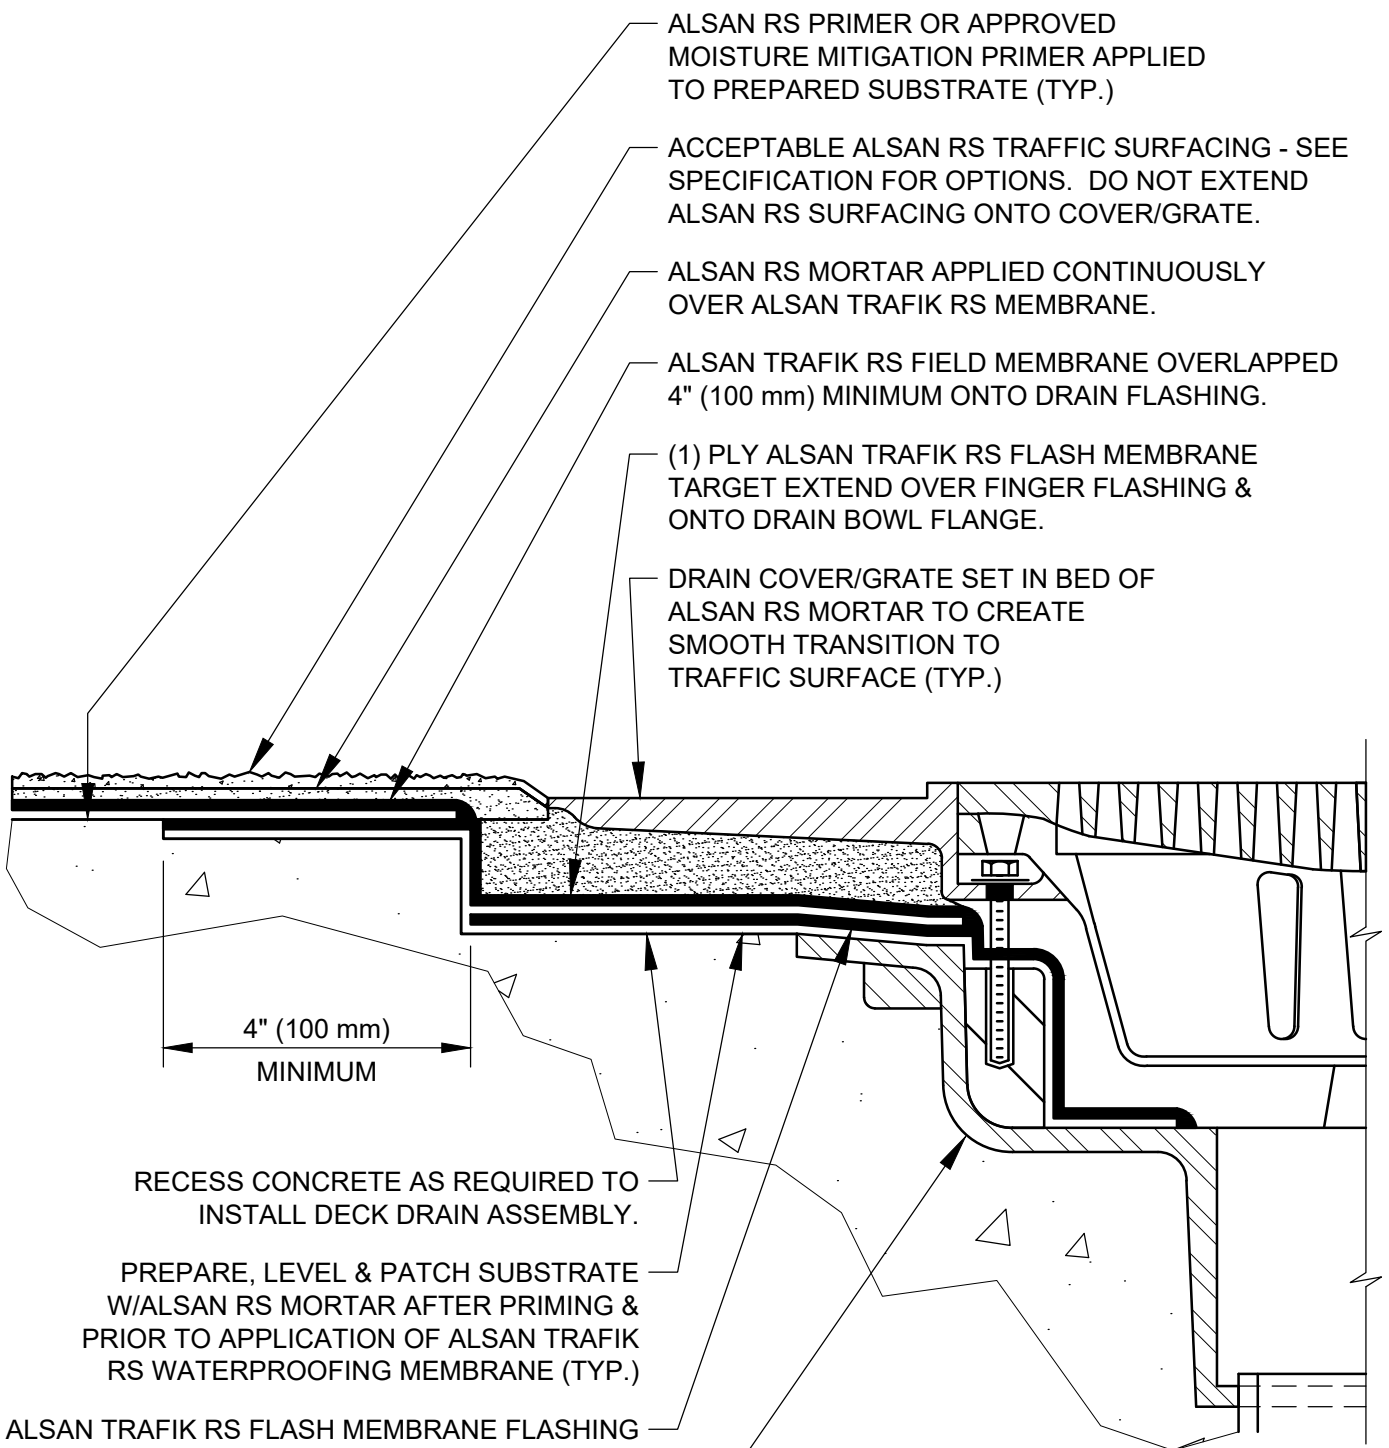 ALSAN RS PRIMER OR APPROVED
MOISTURE MITIGATION PRIMER APPLIED
TO PREPARED SUBSTRATE (TYP.)
ACCEPTABLE ALSAN RS TRAFFIC SURFACING - SEE
SPECIFICATION FOR OPTIONS.  DO NOT EXTEND
ALSAN RS SURFACING ONTO COVER/GRATE.
ALSAN RS MORTAR APPLIED CONTINUOUSLY
OVER ALSAN TRAFIK RS MEMBRANE.
ALSAN TRAFIK RS FIELD MEMBRANE OVERLAPPED
4" (100 mm) MINIMUM ONTO DRAIN FLASHING.
(1) PLY ALSAN TRAFIK RS FLASH MEMBRANE
TARGET EXTEND OVER FINGER FLASHING &
ONTO DRAIN BOWL FLANGE.
DRAIN COVER/GRATE SET IN BED OF
ALSAN RS MORTAR TO CREATE
SMOOTH TRANSITION TO
TRAFFIC SURFACE (TYP.)
4" (100 mm)
MINIMUM
RECESS CONCRETE AS REQUIRED TO
INSTALL DECK DRAIN ASSEMBLY.
PREPARE, LEVEL & PATCH SUBSTRATE
W/ALSAN RS MORTAR AFTER PRIMING &
PRIOR TO APPLICATION OF ALSAN TRAFIK
RS WATERPROOFING MEMBRANE (TYP.)
ALSAN TRAFIK RS FLASH MEMBRANE FLASHING